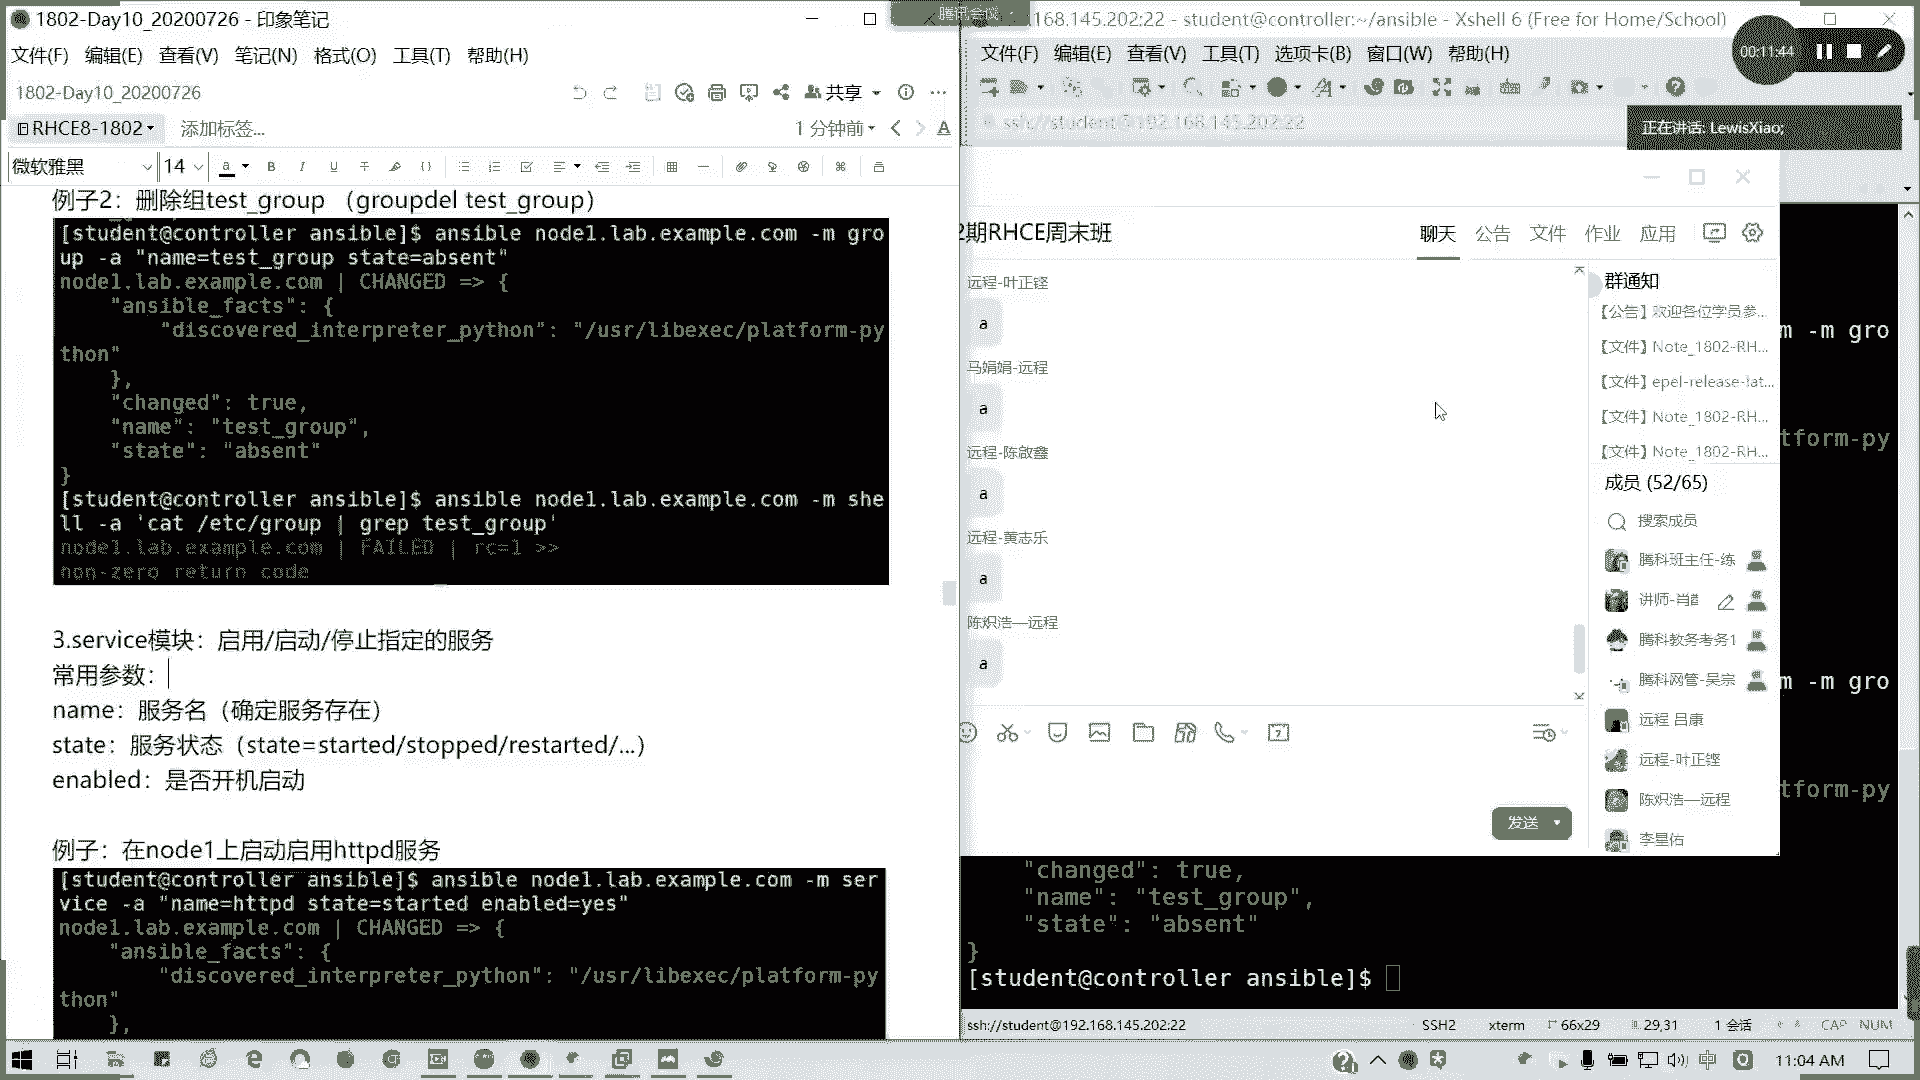 1802-Day10_20200726 - 印象笔记
文件(F) 编辑(E) 查看(V) 笔记(N) 格式(O) 工具(T) 帮助(H)
1802-Day10_20200726
共享
RHCE8-1802
添加标签...
1 分钟前
微软雅黑
14
例子2：删除组test_group （groupdel test_group）
[student@controller ansible]$ ansible node1.lab.example.com -m gro
up -a "name=test_group state=absent"
node1.lab.example.com | CHANGED => {
"ansible_facts": {
"discovered_interpreter_python": "/usr/libexec/platform-py
thon"
},
"changed": true,
"name": "test_group",
"state": "absent"
}
[student@controller ansible]$ ansible node1.lab.example.com -m she
ll -a 'cat /etc/group | grep test_group'
node1.lab.example.com | FAILED | rc=1 >>
non-zero return code
3.service模块：启用/启动/停止指定的服务
常用参数：
name：服务名（确定服务存在）
state：服务状态（state=started/stopped/restarted/...）
enabled：是否开机启动
例子：在node1上启动启用httpd服务
[student@controller ansible]$ ansible node1.lab.example.com -m ser
vice -a "name=httpd state=started enabled=yes"
node1.lab.example.com | CHANGED => {
"ansible_facts": {
"discovered_interpreter_python": "/usr/libexec/platform-py
thon"
},
腾讯会议
.168.145.202:22 - student@controller:~/ansible - Xshell 6 (Free for Home/School)
文件(F) 编辑(E) 查看(V) 工具(T) 选项卡(B) 窗口(W) 帮助(H)
00:11:44
ssh://student@192.168.145.202:22
正在讲话: LewisXiao;
2期RHCE周末班
聊天 公告 文件 作业 应用
远程-叶正铿
a
马娟娟-远程
a
远程-陈啟鑫
a
远程-黄志乐
a
陈炽浩—远程
a
发送
群通知
【公告】欢迎各位学员参...
【文件】Note_1802-RH...
【文件】epel-release-lat...
【文件】Note_1802-RH...
【文件】Note_1802-RH...
成员 (52/65)
搜索成员
腾科班主任-练
讲师-肖
腾科教务考务1
腾科网管-吴宗
远程 吕康
远程-叶正铿
陈炽浩—远程
李星佑
m -m gro
tform-py
m -m gro
tform-py
"changed": true,
"name": "test_group",
"state": "absent"
}
[student@controller ansible]$
ssh://student@192.168.145.202:22
SSH2
xterm
66x29
29,31
1 会话
CAP NUM
中
11:04 AM